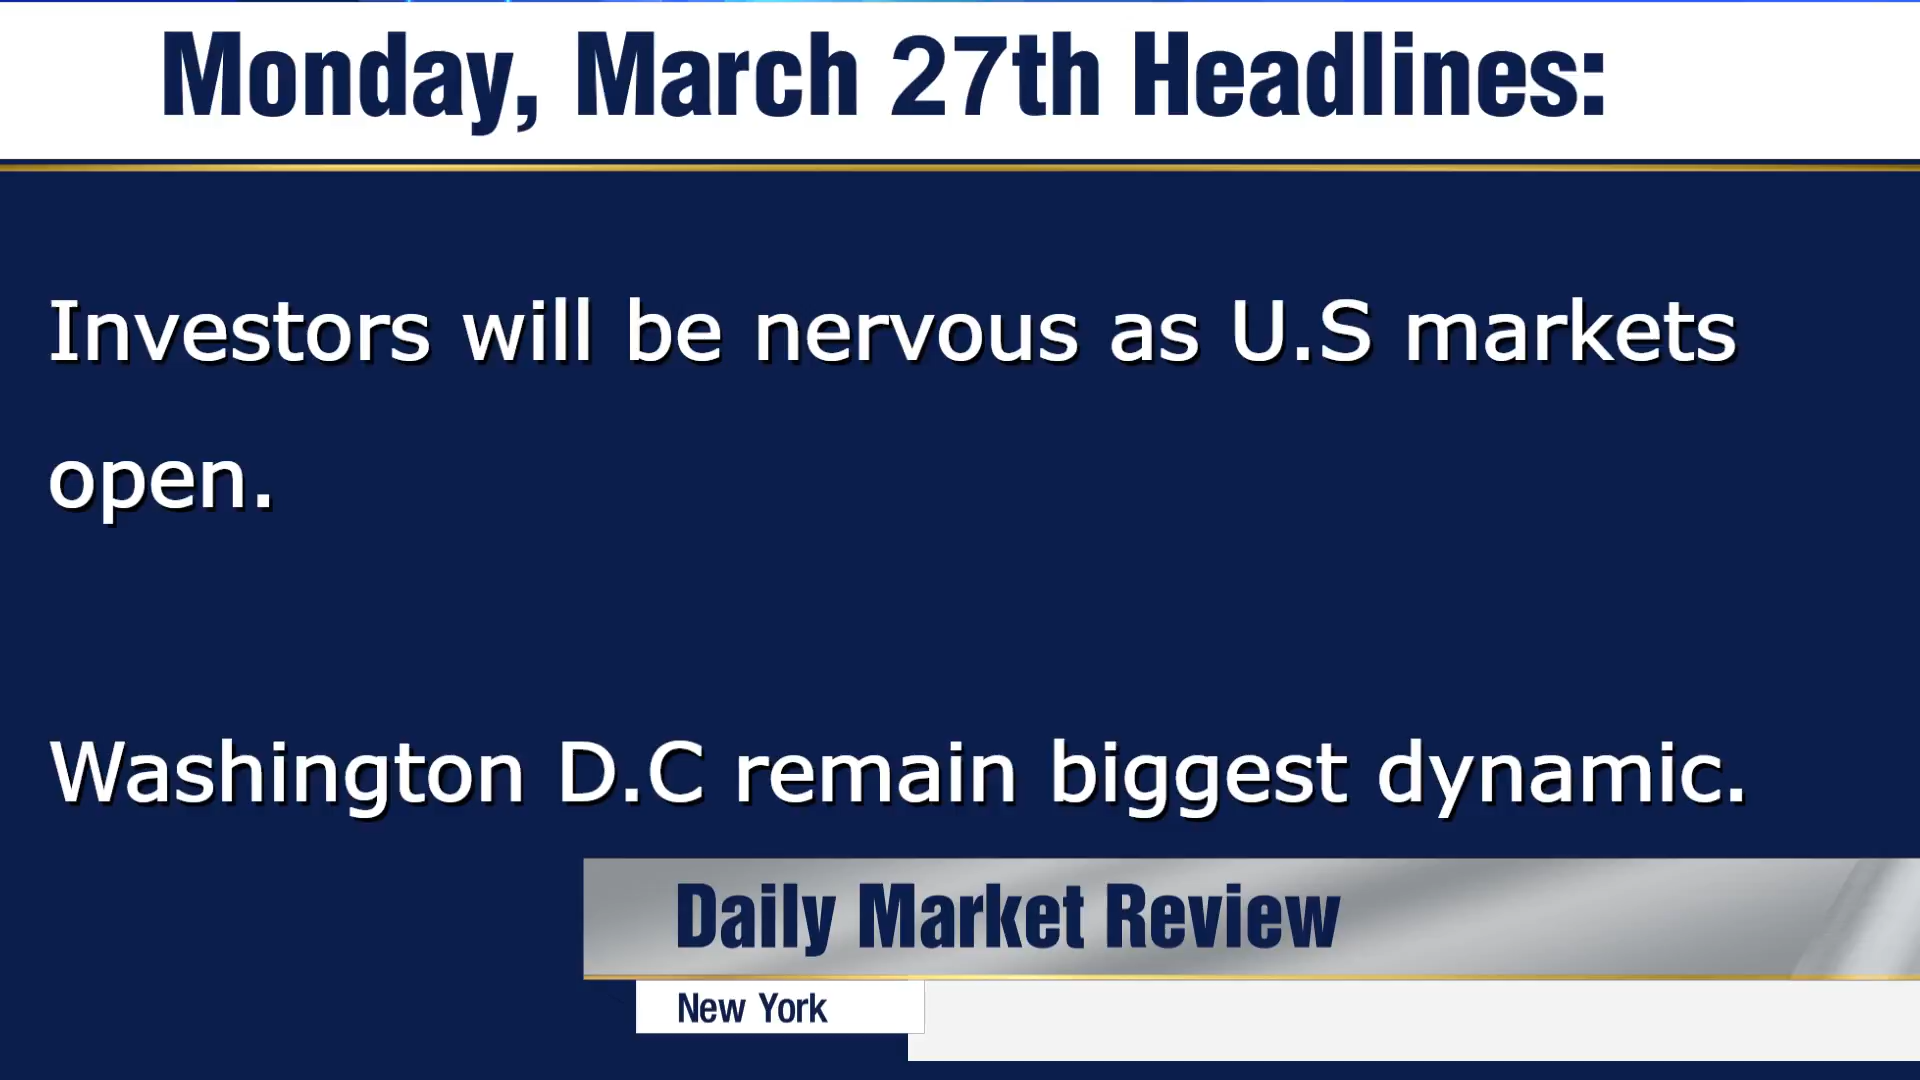 Monday, March 27th Headlines:
Investors will be nervous as U.S markets
open.
Washington D.C remain biggest dynamic.
Daily Market Review
New York